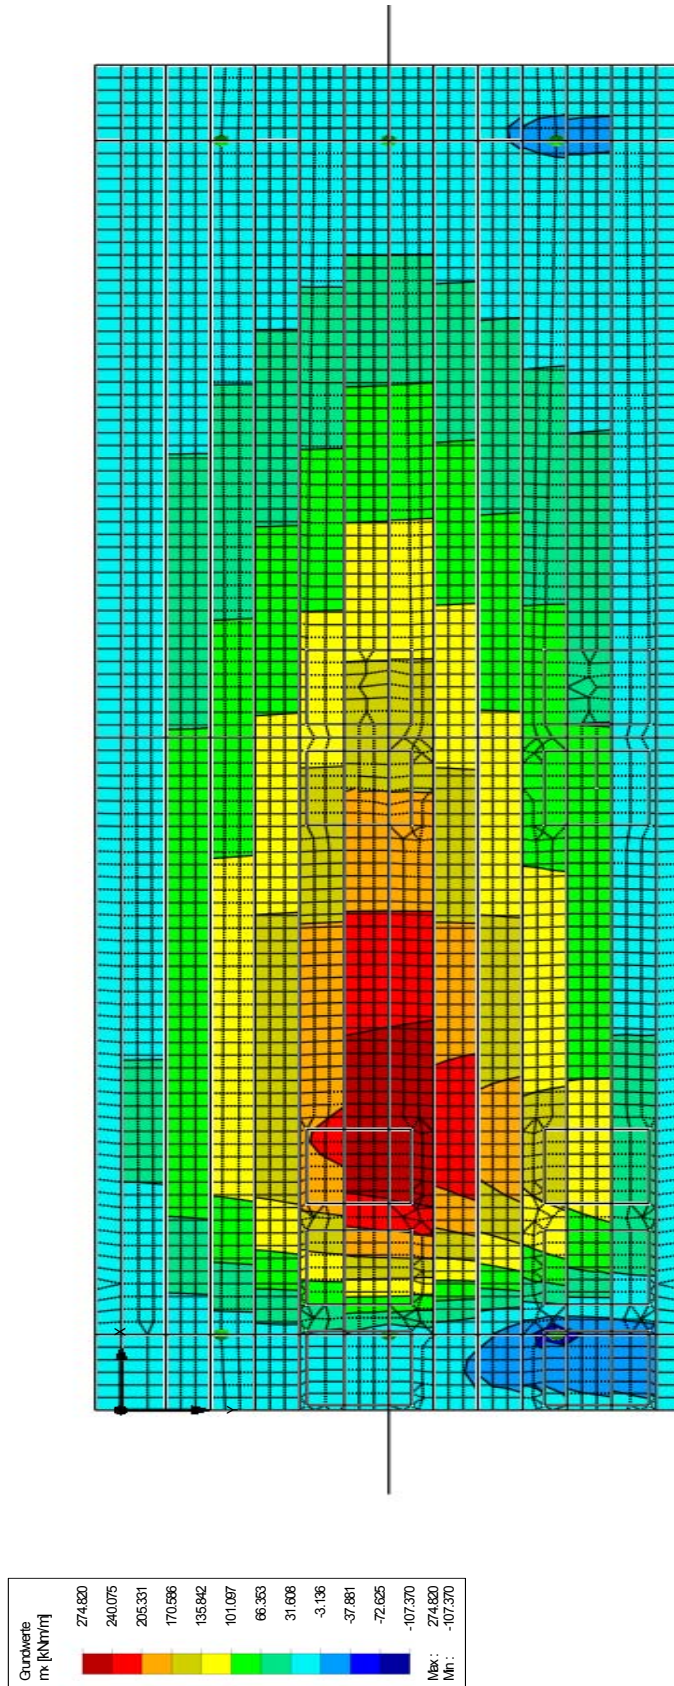 X
Y
Grundwerte
mx [kNm/m]
274.820
240.075
205.331
170.586
135.842
101.097
66.353
31.608
-3.136
-37.881
-72.625
-107.370
Max : 274.820
Min : -107.370